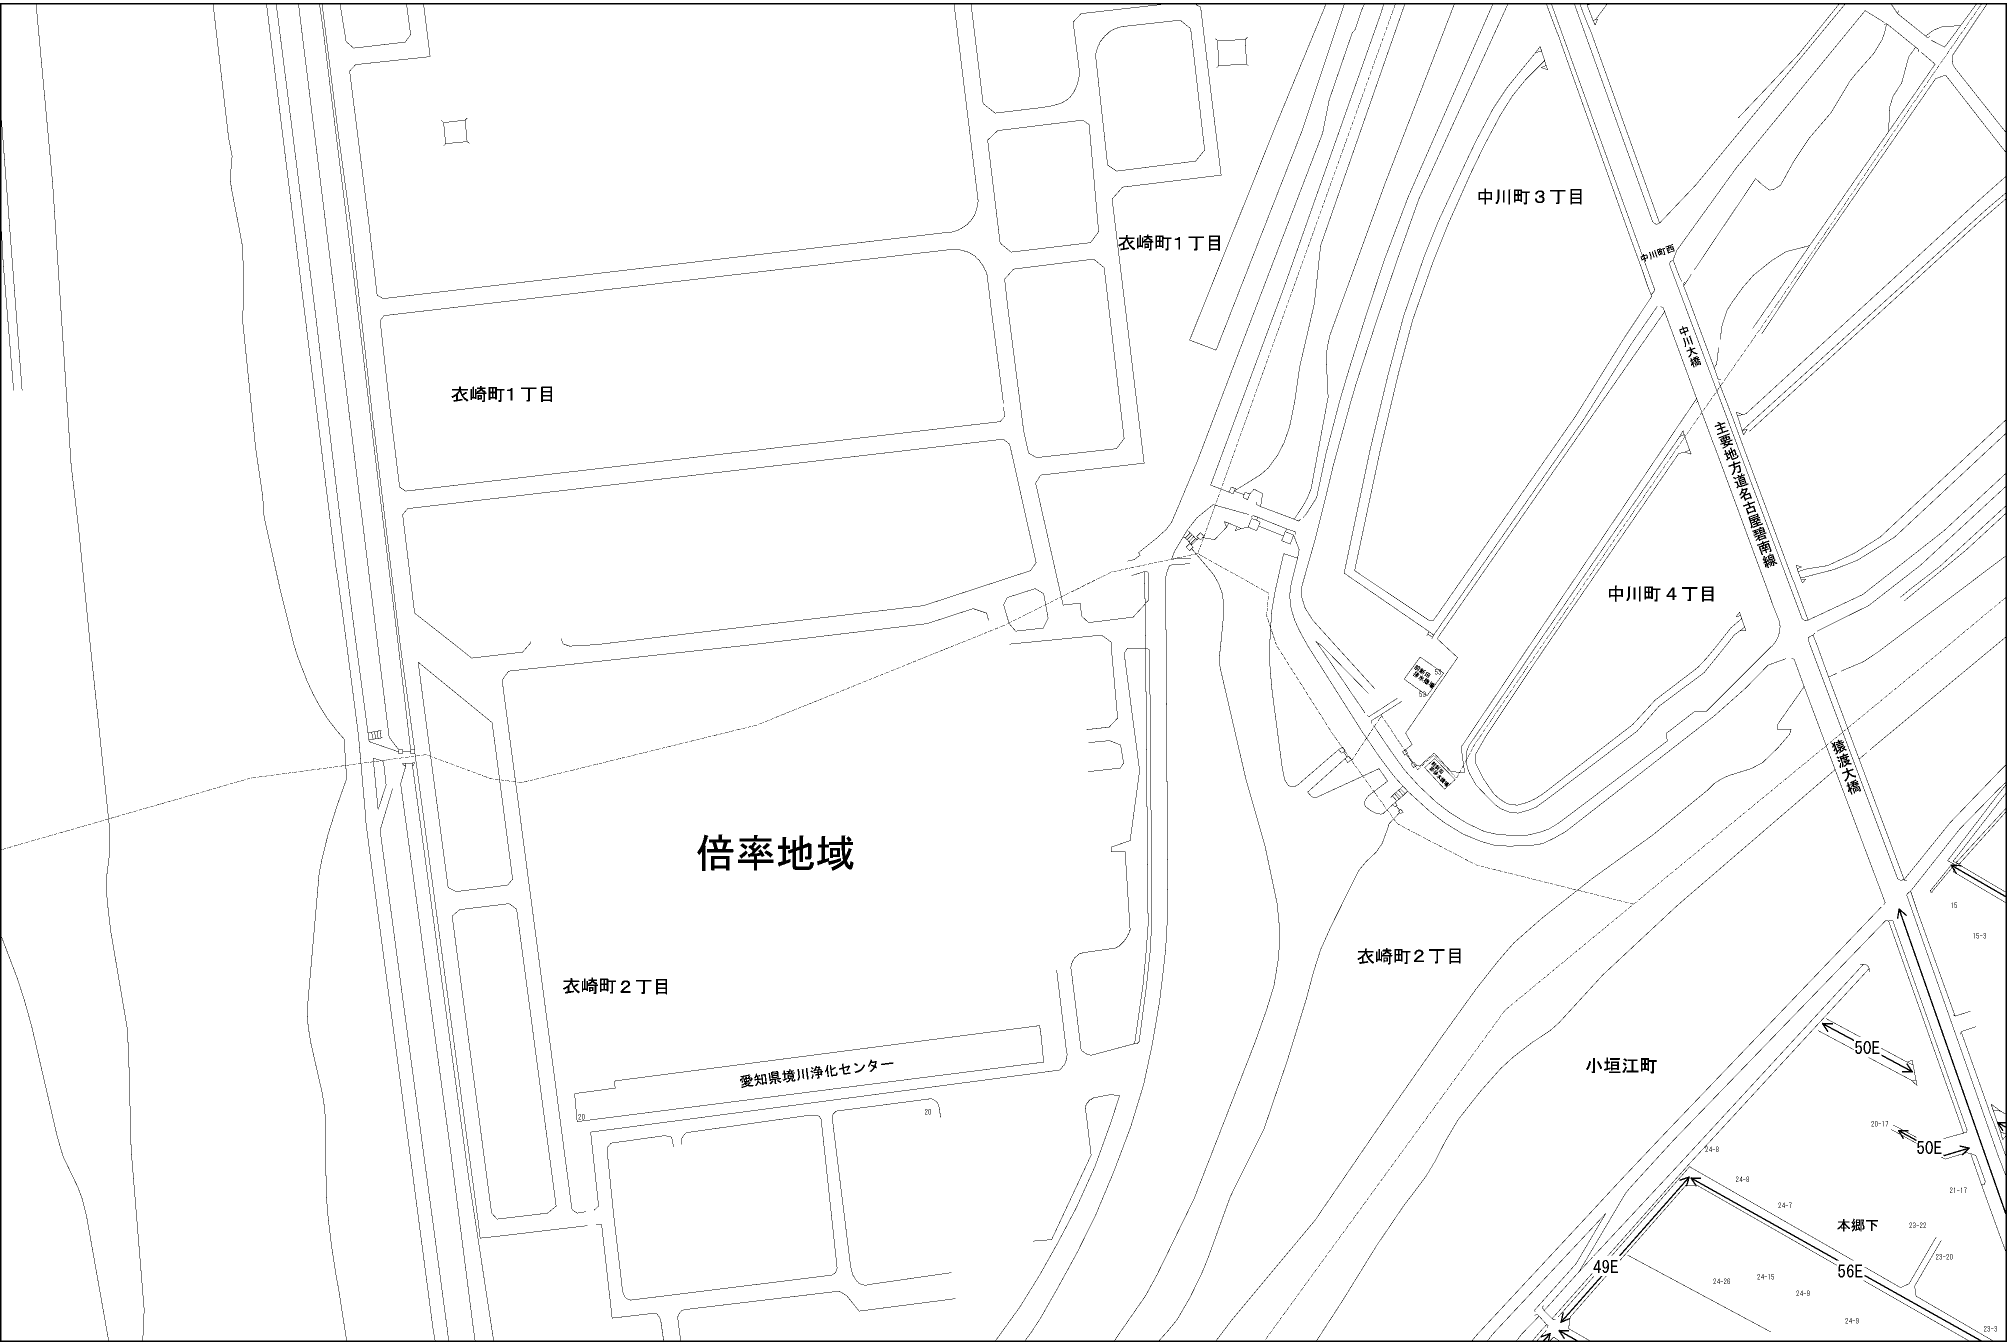 中川町３丁目
衣崎町１丁目
中川町西
中川大橋
衣崎町１丁目
主要地方道名古屋碧南線
中川町４丁目
53
53
猿渡大橋
倍率地域
15
15-3
衣崎町２丁目
衣崎町２丁目
50E
小垣江町
愛知県境川浄化センター
20
20
20-17
50E
24-8
24-8
21-17
24-7
本郷下
23-22
23-20
49E
56E
24-26
24-15
24-9
24-9
23-3